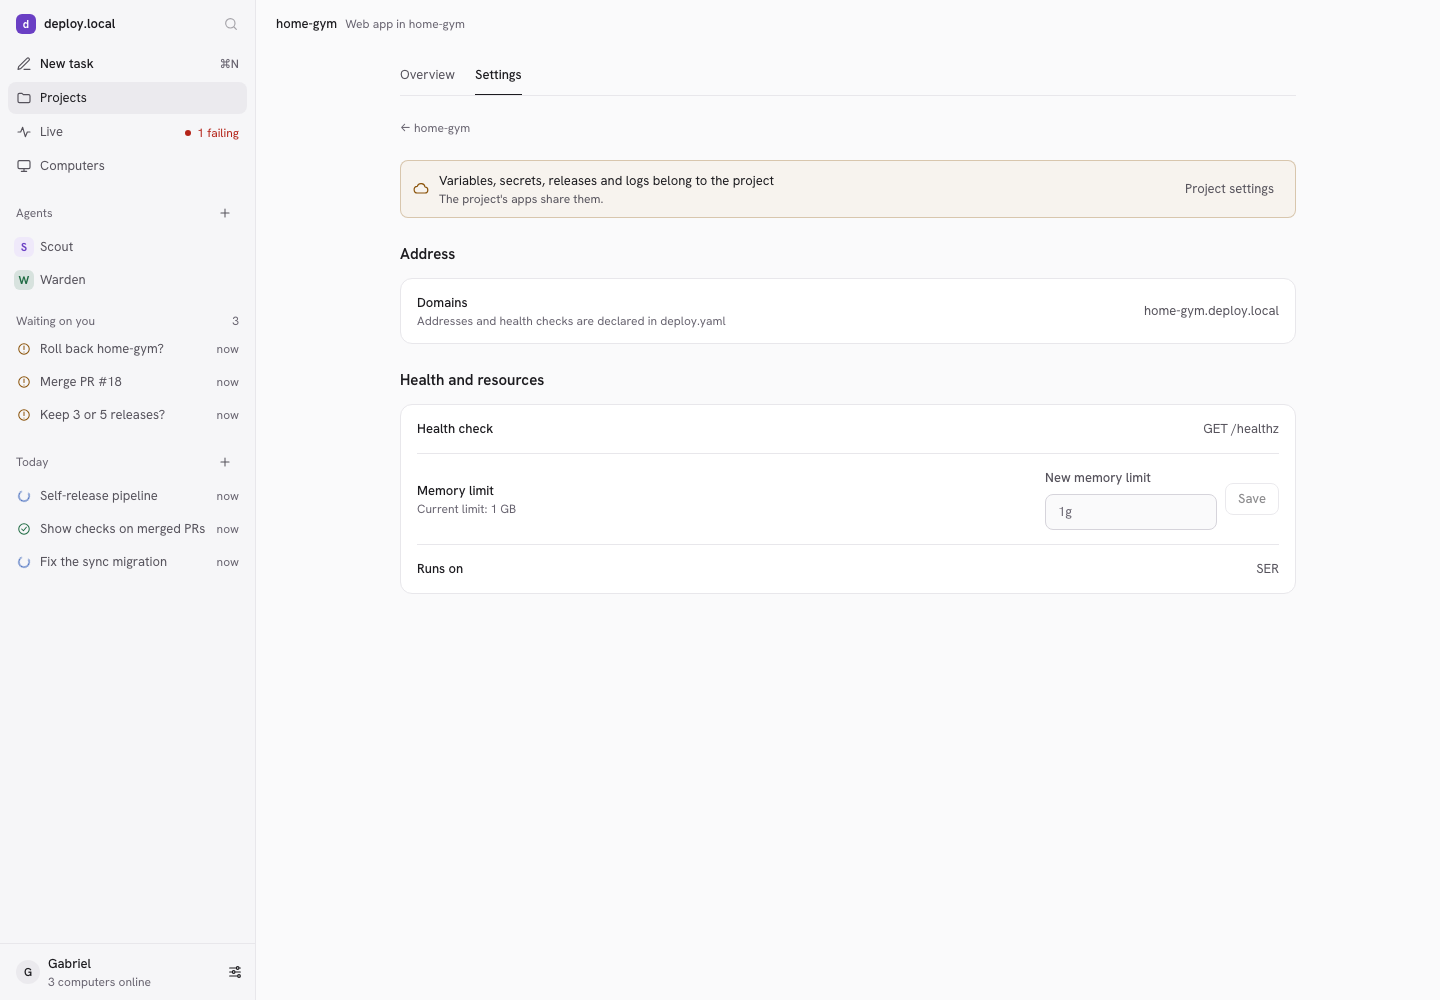 d deploy.local
New task ⌘N
Projects
Live 1 failing
Computers
Agents
S Scout
W Warden
Waiting on you 3
Roll back home-gym? now
Merge PR #18 now
Keep 3 or 5 releases? now
Today
Self-release pipeline now
Show checks on merged PRs now
Fix the sync migration now
G Gabriel
3 computers online
home-gym Web app in home-gym
Overview Settings
← home-gym
Variables, secrets, releases and logs belong to the project
The project's apps share them.
Project settings
Address
Domains
Addresses and health checks are declared in deploy.yaml
home-gym.deploy.local
Health and resources
Health check GET /healthz
Memory limit
Current limit: 1 GB
New memory limit
1g
Save
Runs on SER